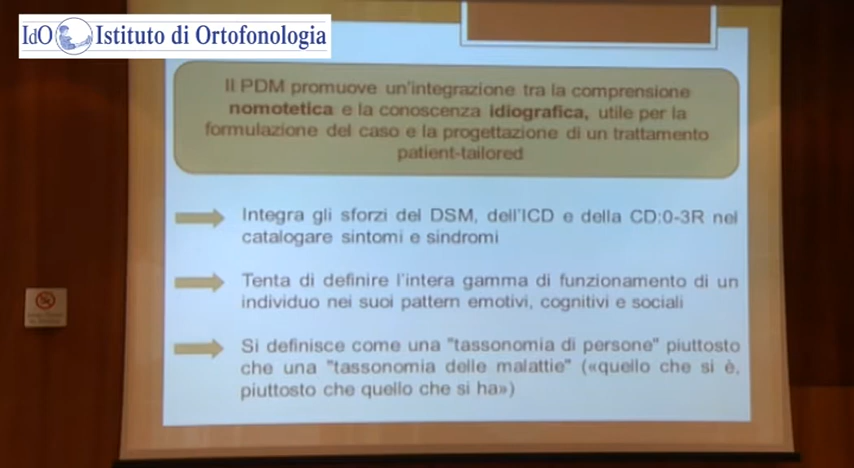 IdO Istituto di Ortofonologia
Il PDM promuove un'integrazione tra la comprensione
nomotetica e la conoscenza idiografica, utile per la
formulazione del caso e la progettazione di un trattamento
patient-tailored
Integra gli sforzi del DSM, dell'ICD e della CD:0-3R nel
catalogare sintomi e sindromi
Tenta di definire l'intera gamma di funzionamento di un
individuo nei suoi pattern emotivi, cognitivi e sociali
Si definisce come una "tassonomia di persone" piuttosto
che una "tassonomia delle malattie" («quello che si è,
piuttosto che quello che si ha»)